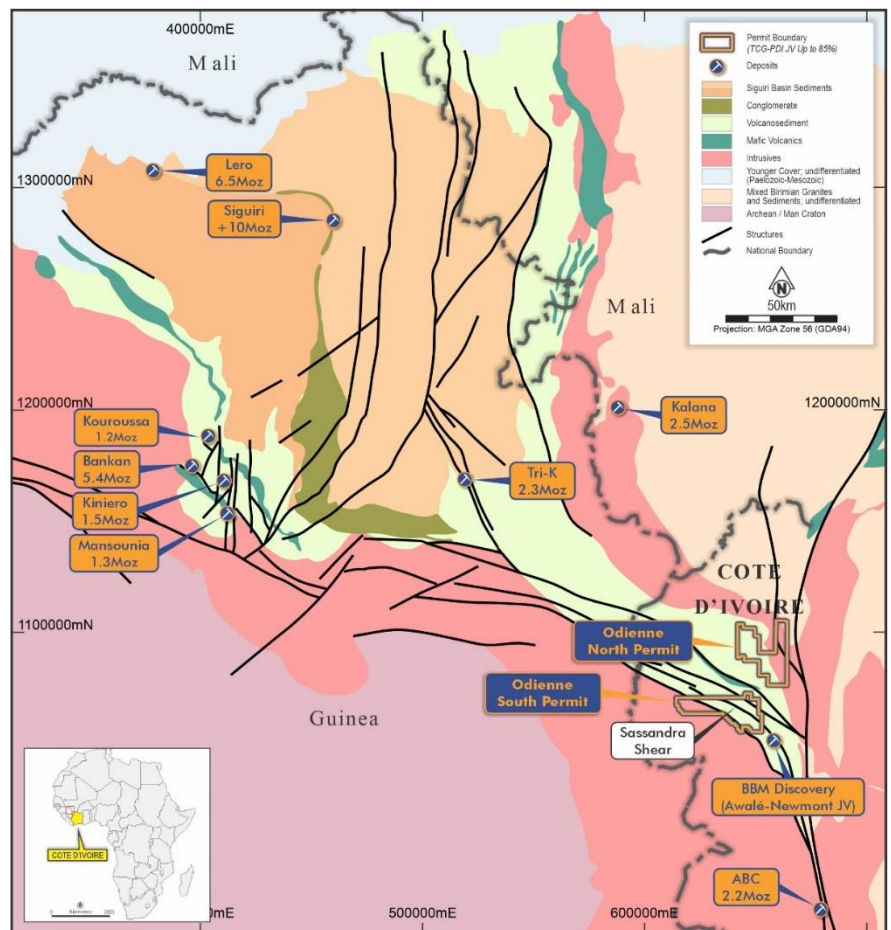 400000mE
Mali
1300000mN
Lero
6.5Moz
Siguiri
+10Moz
Permit Boundary
(TCG-PDI JV Up to 85%)
Deposits
Siguiri Basin Sediments
Conglomerate
Volcanosediment
Mafic Volcanics
Intrusives
Younger Cover; undifferentiated
(Paelozoic-Mesozoic)
Mixed Birimian Granites
and Sediments; undifferentiated
Archean / Man Craton
Structures
National Boundary
N
50km
Projection: MGA Zone 56 (GDA94)
Mali
1200000mN
1200000mN
Kalana
2.5Moz
Kouroussa
1.2Moz
Bankan
5.4Moz
Kiniero
1.5Moz
Mansounia
1.3Moz
Tri-K
2.3Moz
COTE
D'IVOIRE
1100000mN
Odienne
North Permit
Odienne
South Permit
Guinea
Sassandra
Shear
BBM Discovery
(Awalé-Newmont JV)
COTE D'IVOIRE
Kilometres
ABC
2.2Moz
mE
500000mE
600000mE